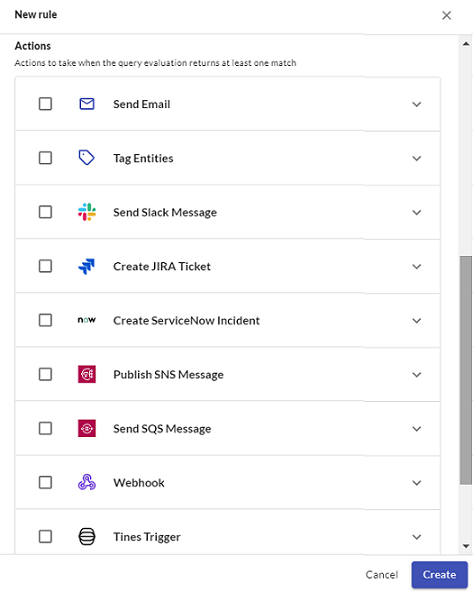 New rule
Actions
Actions to take when the query evaluation returns at least one match
Send Email
Tag Entities
Send Slack Message
Create JIRA Ticket
now
Create ServiceNow Incident
Publish SNS Message
Send SQS Message
Webhook
Tines Trigger
Cancel
Create